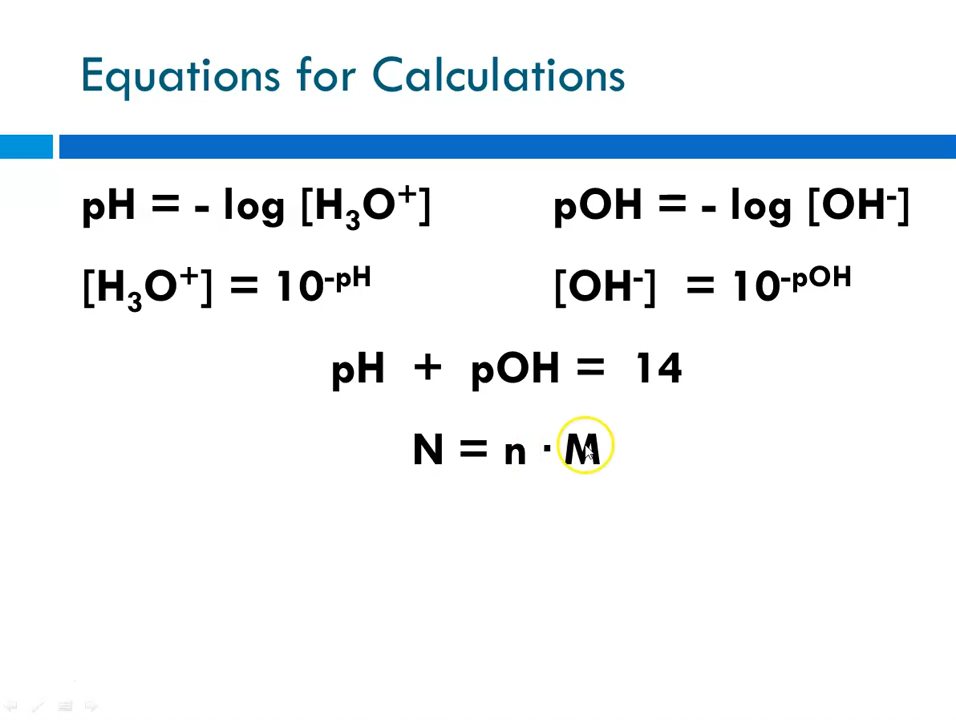 Equations for Calculations
pH = - log [H₃O⁺] pOH = - log [OH⁻]
[H₃O⁺] = 10⁻ᵖᴴ [OH⁻] = 10⁻ᵖᴼᴴ
pH + pOH = 14
N = n · M